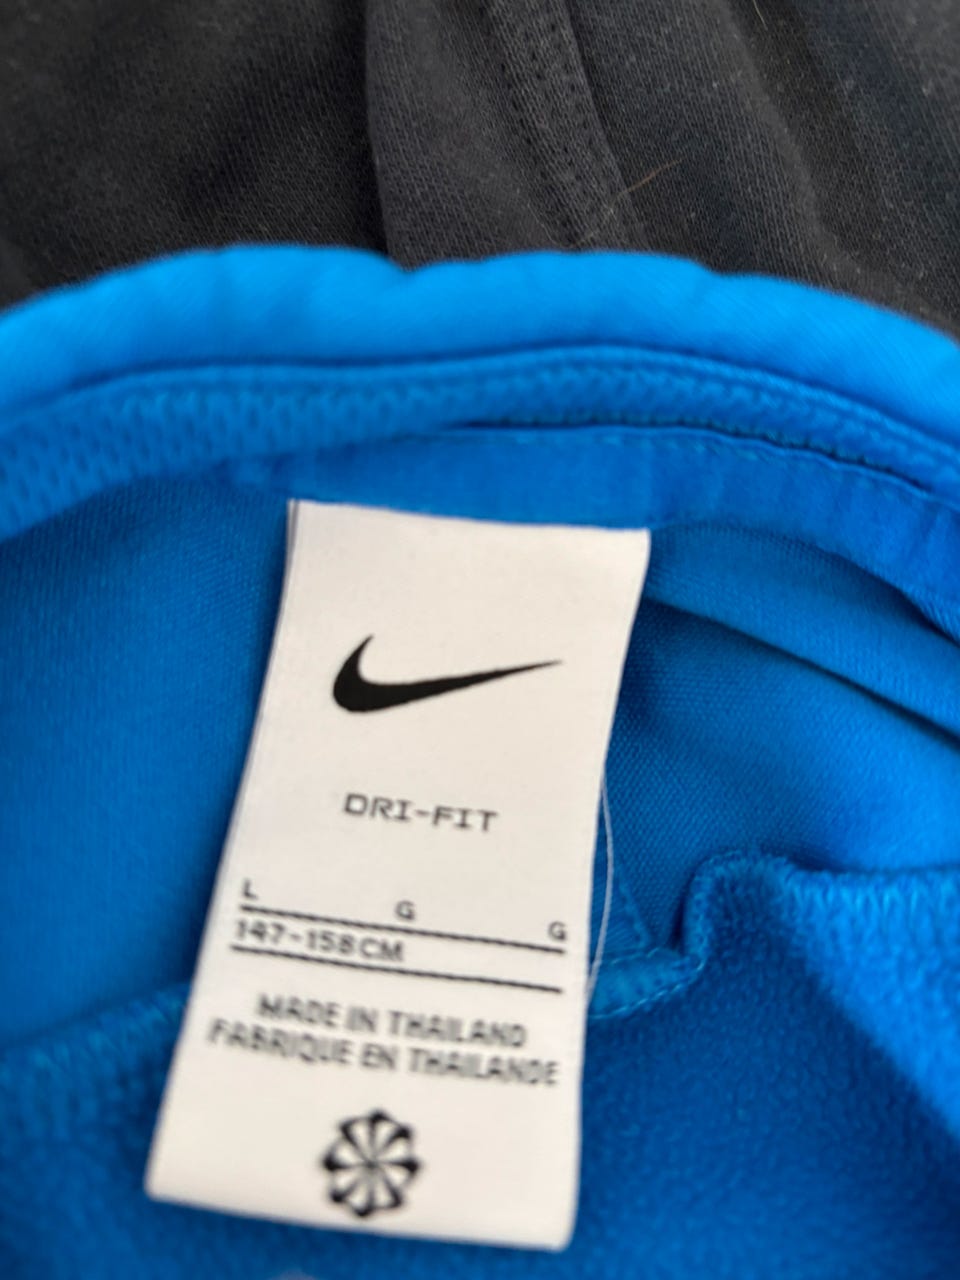 DRI-FIT
L G G
147-158CM
MADE IN THAILAND
FABRIQUE EN THAILANDE